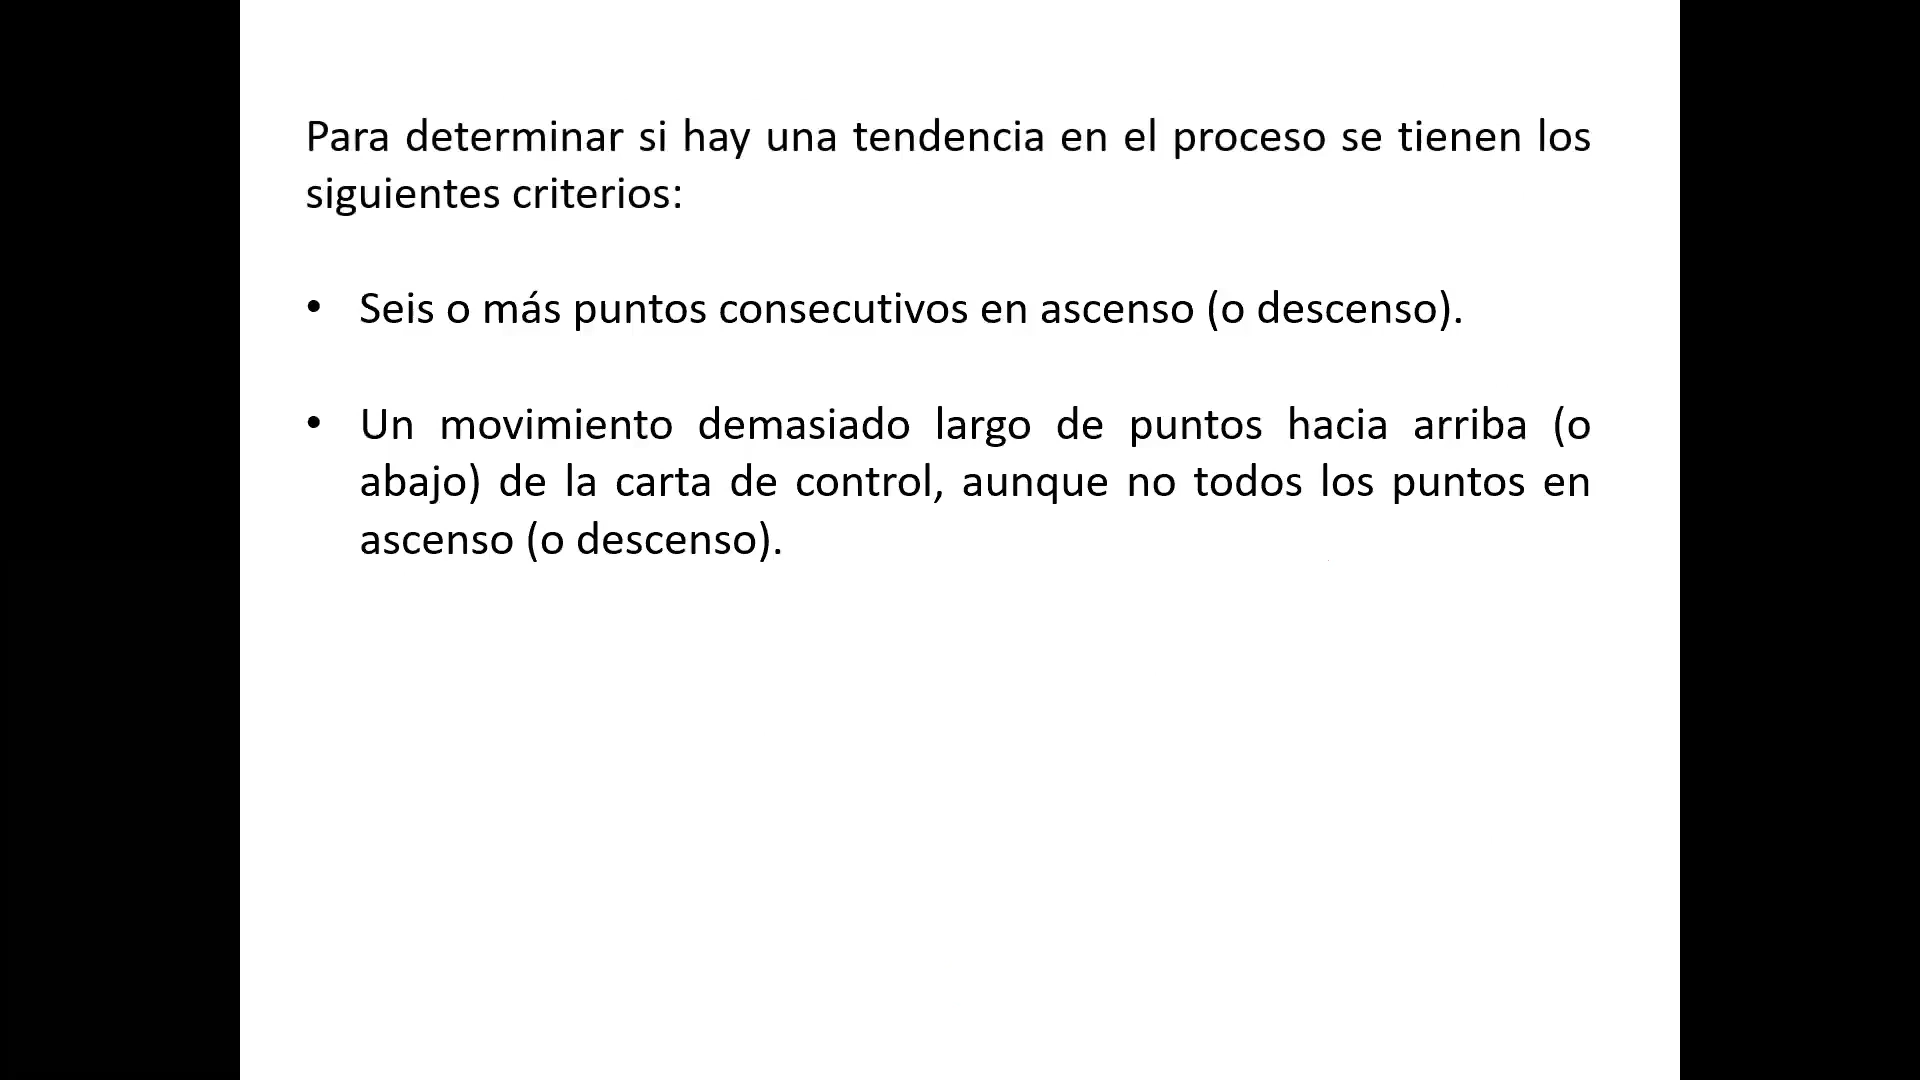 Para determinar si hay una tendencia en el proceso se tienen los
siguientes criterios:
• Seis o más puntos consecutivos en ascenso (o descenso).
• Un movimiento demasiado largo de puntos hacia arriba (o
abajo) de la carta de control, aunque no todos los puntos en
ascenso (o descenso).